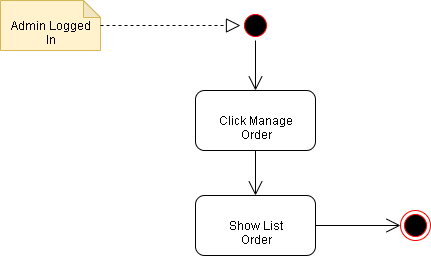 Admin Logged
In
Click Manage
Order
Show List
Order